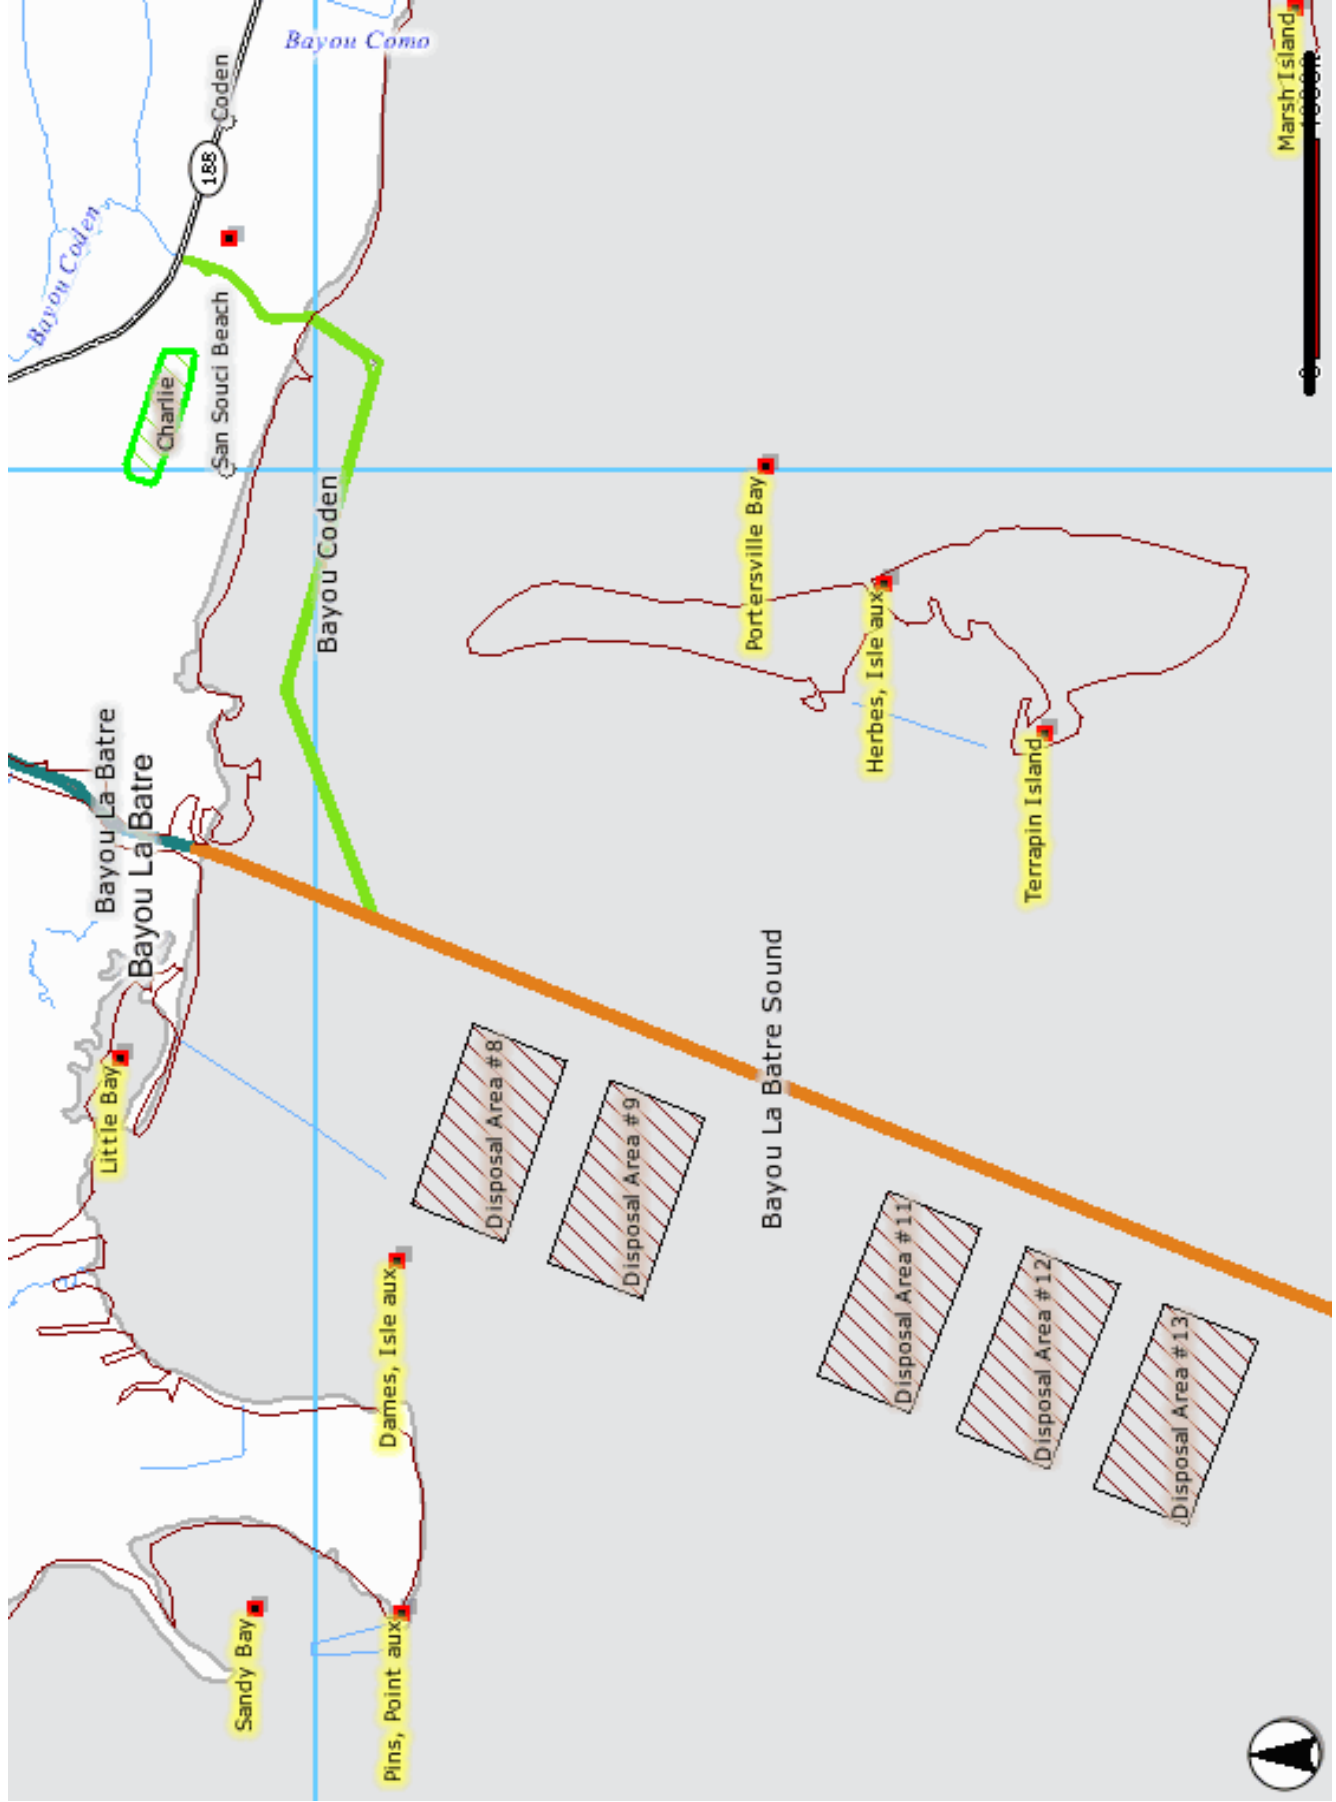 Bayou Como
Coden
188
Bayou Coden
San Souci Beach
Charlie
Bayou Coden
Bayou La Batre
Bayou La Batre
Little Bay
Portersville Bay
Herbes, Isle aux
Terrapin Island
Marsh Island
0
Bayou La Batre Sound
Disposal Area #8
Disposal Area #9
Disposal Area #11
Disposal Area #12
Disposal Area #13
Dames, Isle aux
Sandy Bay
Pins, Point aux